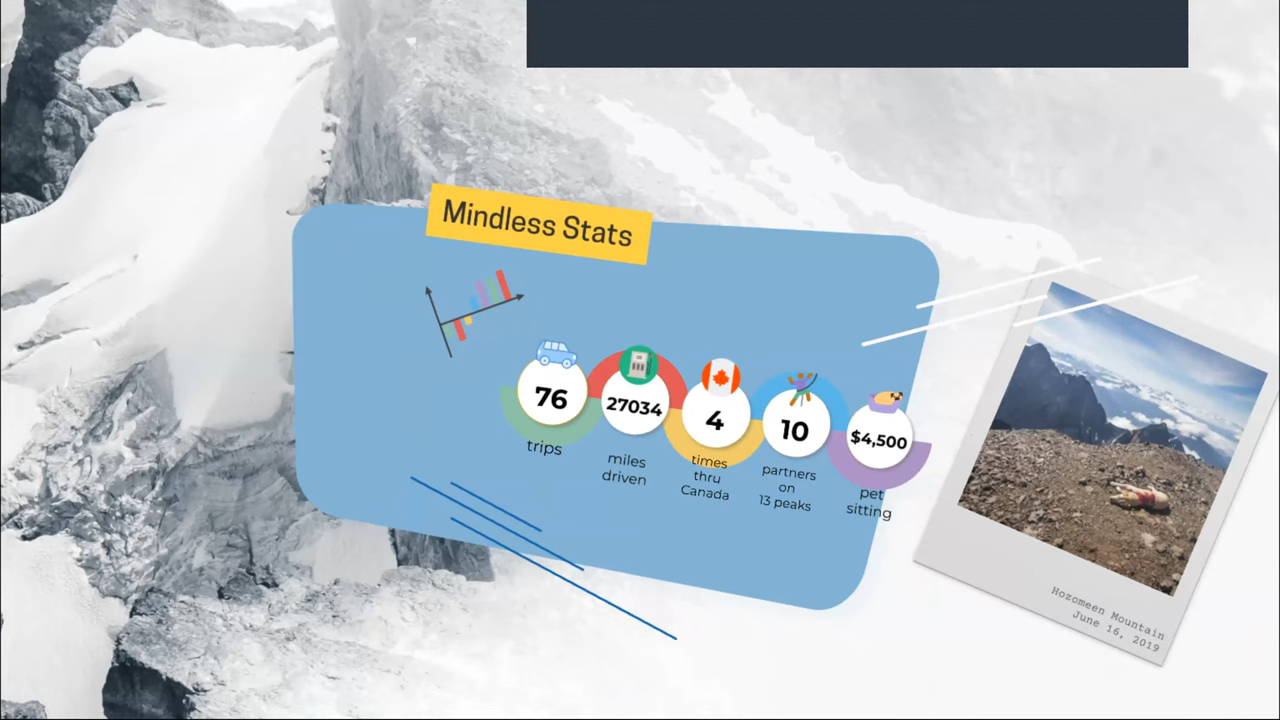 Mindless Stats
76
trips
27034
miles
driven
4
times
thru
Canada
10
partners
on
13 peaks
$4,500
pet
sitting
Hozomeen Mountain
June 16, 2019